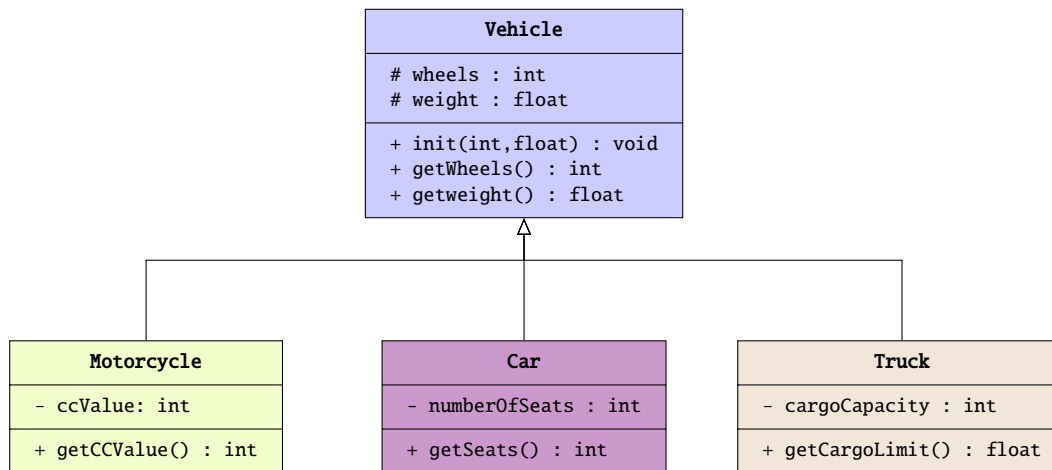 Vehicle
# wheels : int
# weight : float
+ init(int,float) : void
+ getWheels() : int
+ getweight() : float
Motorcycle
- ccValue: int
+ getCCValue() : int
Car
- numberOfSeats : int
+ getSeats() : int
Truck
- cargoCapacity : int
+ getCargoLimit() : float